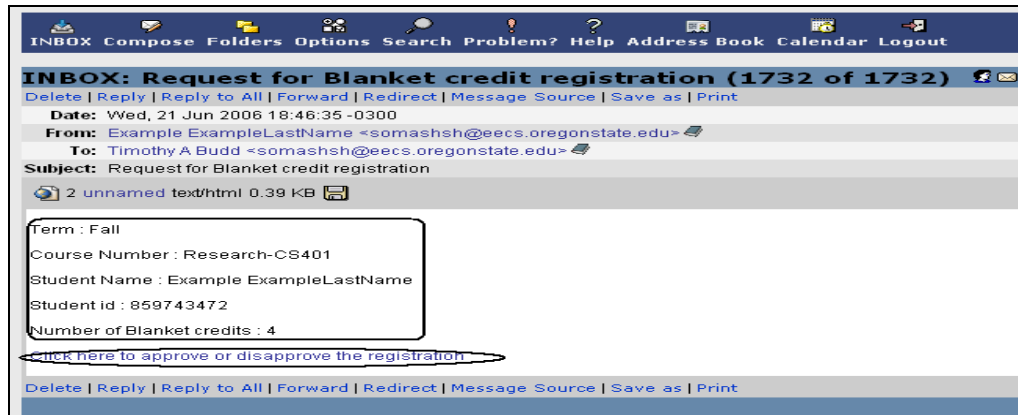 INBOX Compose Folders Options Search Problem? Help Address Book Calendar Logout
INBOX: Request for Blanket credit registration (1732 of 1732)
Delete | Reply | Reply to All | Forward | Redirect | Message Source | Save as | Print
Date: Wed, 21 Jun 2006 18:46:35 -0300
From: Example ExampleLastName <somashsh@eecs.oregonstate.edu>
To: Timothy A Budd <somashsh@eecs.oregonstate.edu>
Subject: Request for Blanket credit registration
2 unnamed text/html 0.39 KB
Term : Fall
Course Number : Research-CS401
Student Name : Example ExampleLastName
Student id : 859743472
Number of Blanket credits : 4
Click here to approve or disapprove the registration
Delete | Reply | Reply to All | Forward | Redirect | Message Source | Save as | Print